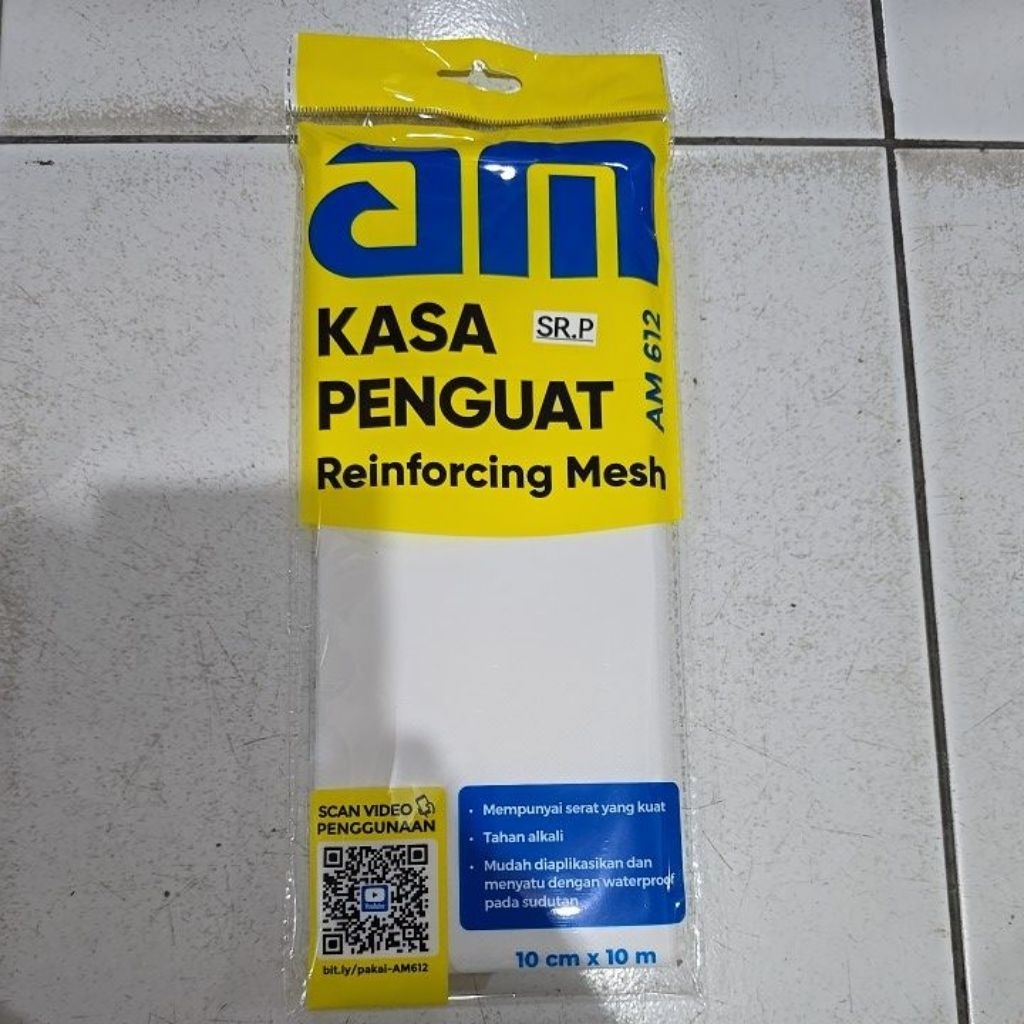 am
KASA
SR.P
PENGUAT
AM 612
Reinforcing Mesh
SCAN VIDEO
PENGGUNAAN
YouTube
bit.ly/pakai-AM612
• Mempunyai serat yang kuat
• Tahan alkali
• Mudah diaplikasikan dan
menyatu dengan waterproof
pada sudutan
10 cm x 10 m